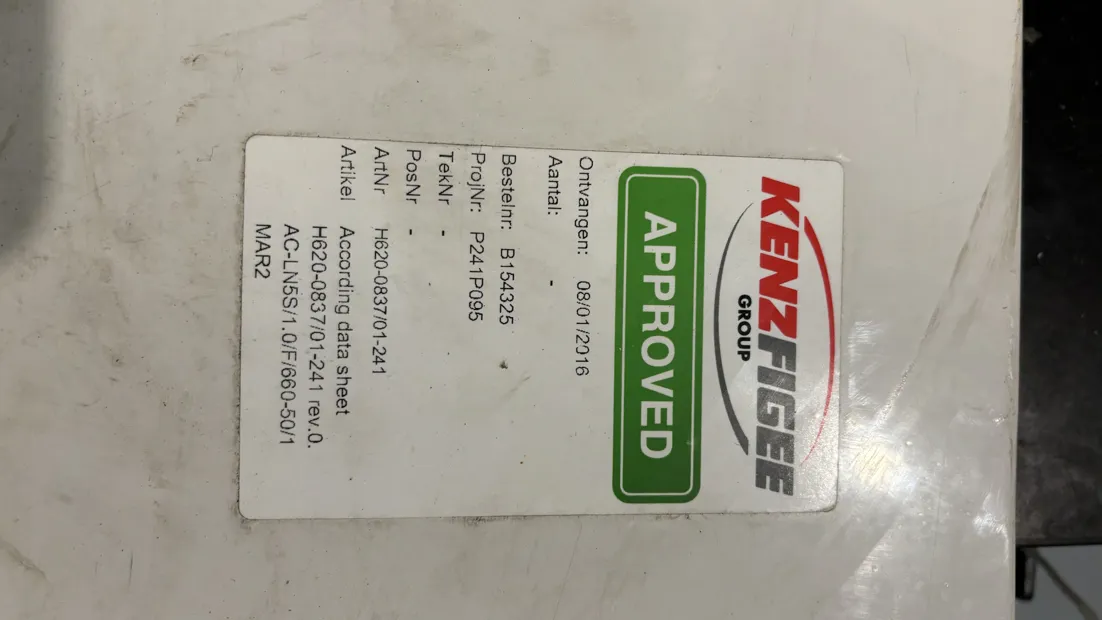 KENZFIGEE
GROUP
APPROVED
Ontvangen: 08/01/2016
Aantal: -
Bestelnr: B154325
ProjNr: P241P095
TekNr -
PosNr -
ArtNr H620-0837/01-241
Artikel According data sheet
H620-0837/01-241 rev.0.
AC-LN5S/1.0/F/660-50/1
MAR2